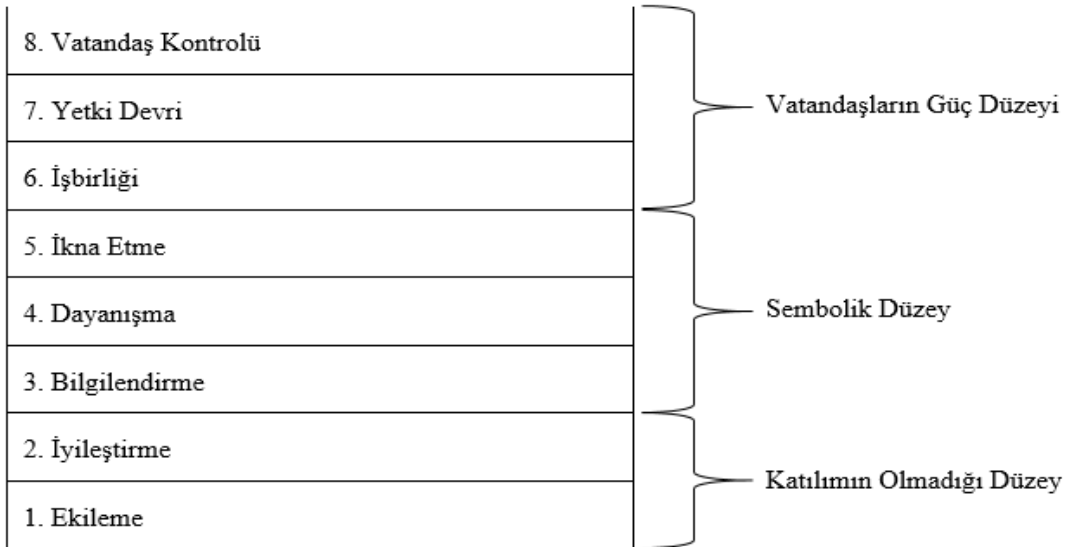 8. Vatandaş Kontrolü
7. Yetki Devri
Vatandaşların Güç Düzeyi
6. İşbirliği
5. İkna Etme
4. Dayanışma
Sembolik Düzey
3. Bilgilendirme
2. İyileştirme
Katılımın Olmadığı Düzey
1. Ekileme